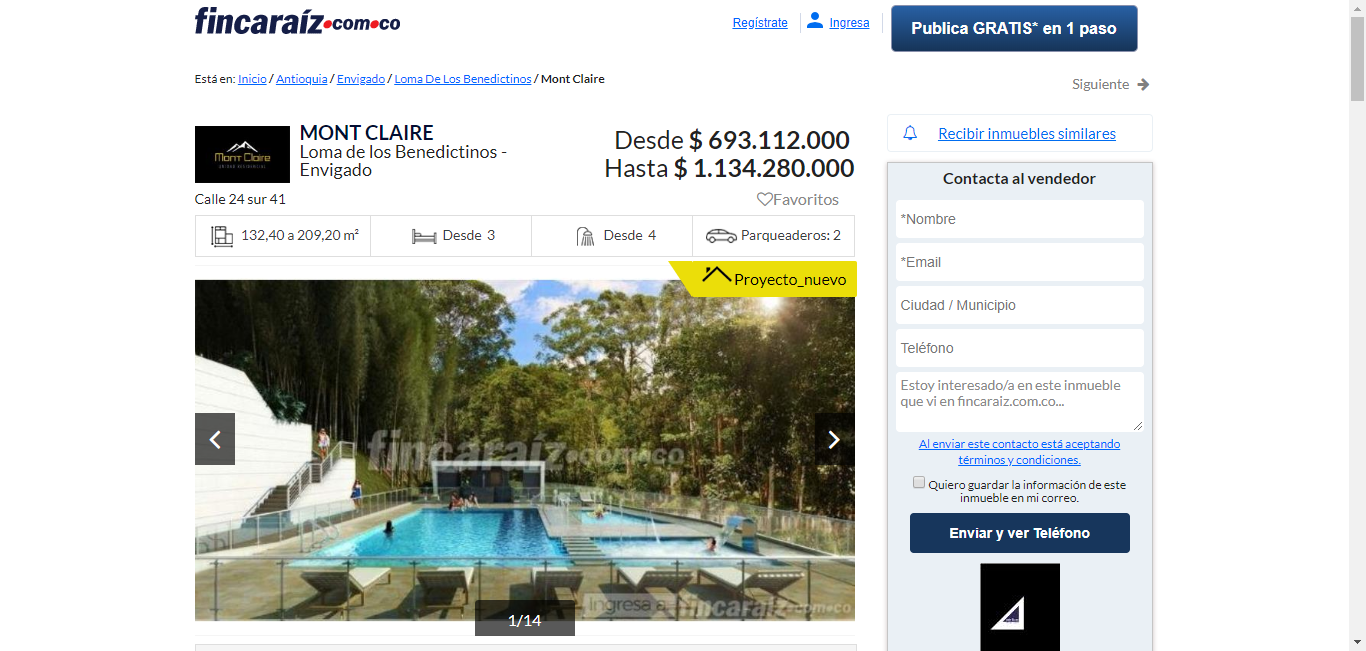 fincaraíz.com.co
Regístrate
Ingresa
Publica GRATIS* en 1 paso
Está en: Inicio / Antioquia / Envigado / Loma De Los Benedictinos / Mont Claire
Siguiente
MONT CLAIRE
Loma de los Benedictinos -
Envigado
Mont Claire
Calle 24 sur 41
Desde $ 693.112.000
Hasta $ 1.134.280.000
Favoritos
132,40 a 209,20 m²
Desde 3
Desde 4
Parqueaderos: 2
Proyecto_nuevo
fincaraíz.com.co
Ingresa a fincaraíz.com.co
1/14
Recibir inmuebles similares
Contacta al vendedor
*Nombre
*Email
Ciudad / Municipio
Teléfono
Estoy interesado/a en este inmueble
que vi en fincaraiz.com.co...
Al enviar este contacto está aceptando
términos y condiciones.
Quiero guardar la información de este
inmueble en mi correo.
Enviar y ver Teléfono